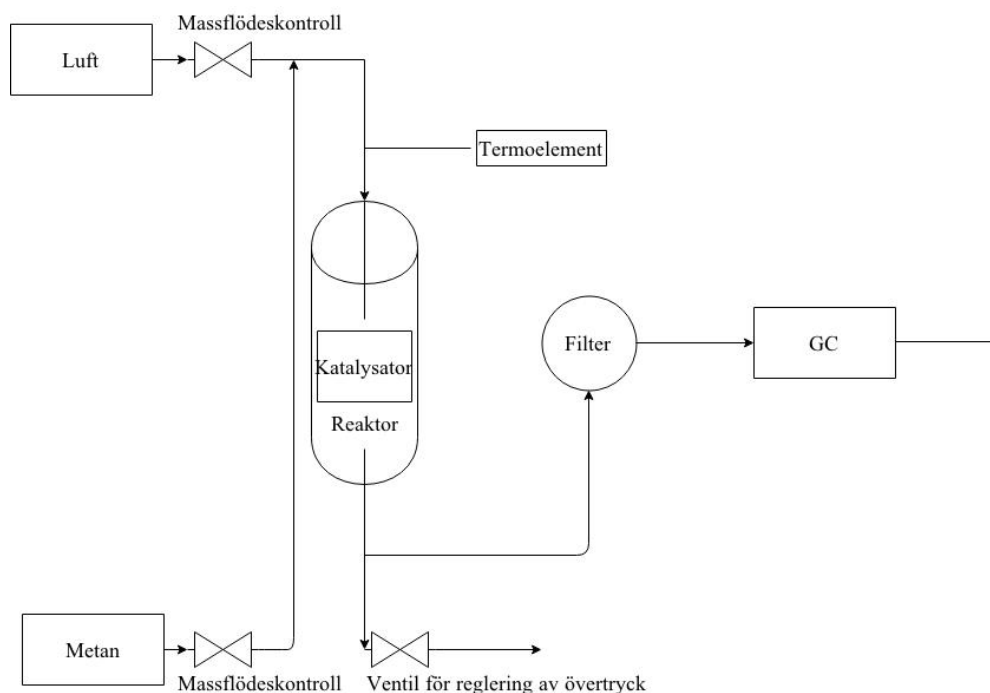 Massflödeskontroll
Luft
Termoelement
Katalysator
Reaktor
Filter
GC
Metan
Massflödeskontroll
Ventil för reglering av övertryck